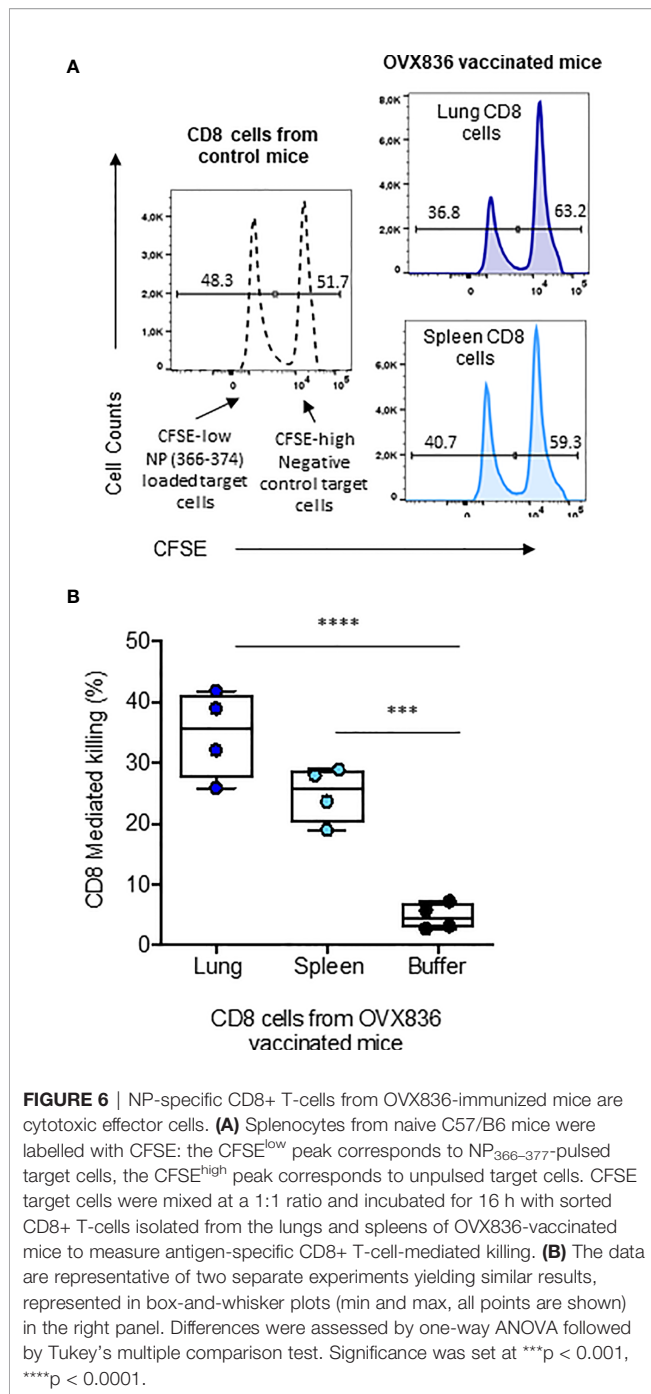 A
OVX836 vaccinated mice
CD8 cells from
control mice
4,0K
3,0K
2,0K
1,0K
0
48.3
51.7
0
10^4
10^5
8,0K
6,0K
4,0K
2,0K
0
Lung CD8
cells
36.8
63.2
0
10^4
10^5
6,0K
4,0K
2,0K
0
Spleen CD8
cells
40.7
59.3
0
10^4
10^5
CFSE-low
NP (366-374)
loaded target
cells
CFSE-high
Negative
control target
cells
Cell Counts
CFSE
B
CD8 Mediated killing (%)
50
40
30
20
10
0
****
***
Lung Spleen Buffer
CD8 cells from OVX836
vaccinated mice
FIGURE 6 | NP-specific CD8+ T-cells from OVX836-immunized mice are
cytotoxic effector cells. (A) Splenocytes from naive C57/B6 mice were
labelled with CFSE: the CFSE^low peak corresponds to NP_366–377-pulsed
target cells, the CFSE^high peak corresponds to unpulsed target cells. CFSE
target cells were mixed at a 1:1 ratio and incubated for 16 h with sorted
CD8+ T-cells isolated from the lungs and spleens of OVX836-vaccinated
mice to measure antigen-specific CD8+ T-cell-mediated killing. (B) The data
are representative of two separate experiments yielding similar results,
represented in box-and-whisker plots (min and max, all points are shown)
in the right panel. Differences were assessed by one-way ANOVA followed
by Tukey's multiple comparison test. Significance was set at ***p < 0.001,
****p < 0.0001.